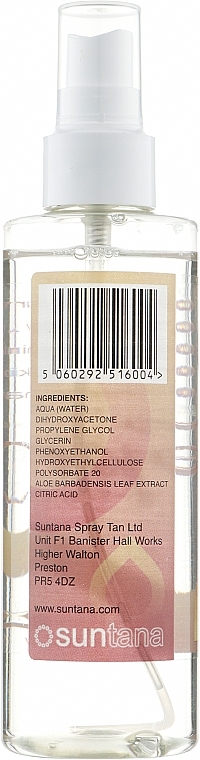 5 060292 516004 >
INGREDIENTS:
AQUA (WATER)
DIHYDROXYACETONE
PROPYLENE GLYCOL
GLYCERIN
PHENOXYETHANOL
HYDROXYETHYLCELLULOSE
POLYSORBATE 20
ALOE BARBADENSIS LEAF EXTRACT
CITRIC ACID
Suntana Spray Tan Ltd
Unit F1 Banister Hall Works
Higher Walton
Preston
PR5 4DZ
www.suntana.com
suntana